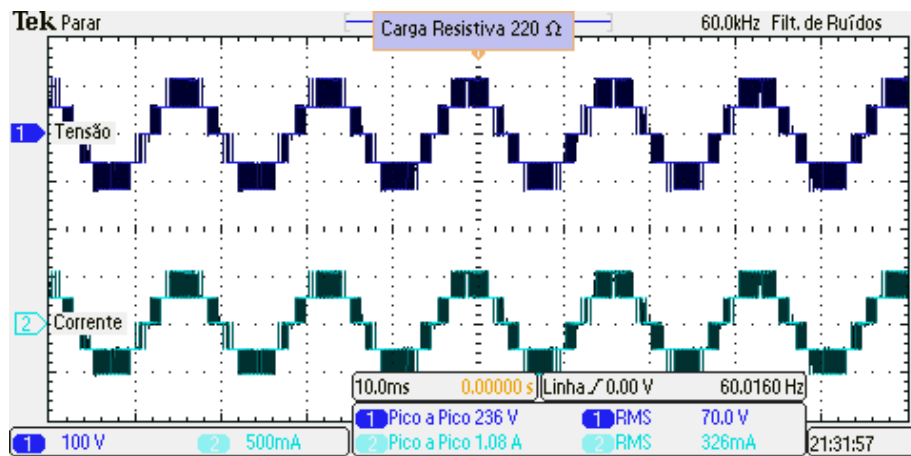 Tek Parar Carga Resistiva 220 Ω 60.0kHz Filt. de Ruídos
1 Tensão
2 Corrente
10.0ms 0.00000 s Linha ⁄ 0.00 V 60.0160 Hz
1 Pico a Pico 236 V 1 RMS 70.0 V
2 Pico a Pico 1.08 A 2 RMS 326mA
1 100 V 2 500mA 21:31:57